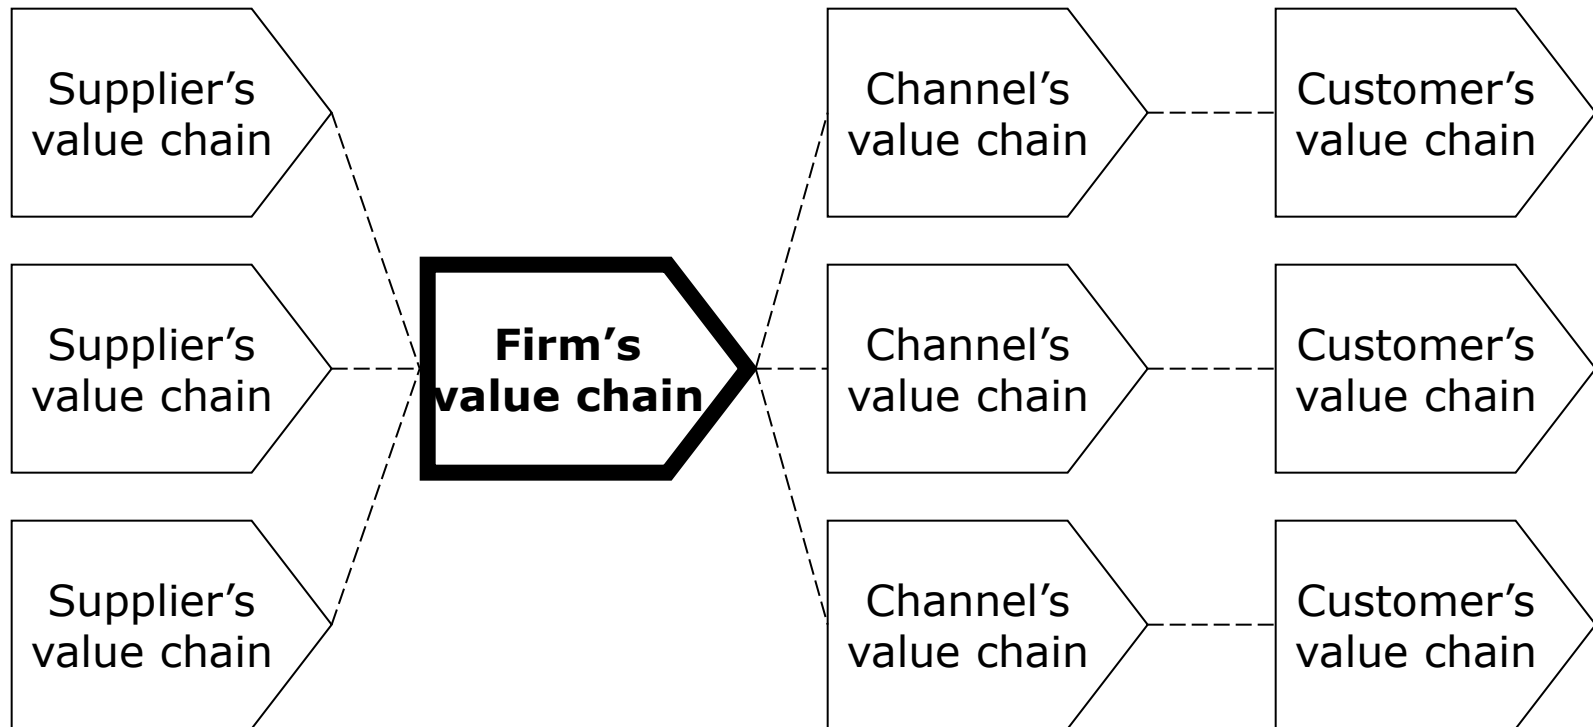 Supplier’s
value chain
Channel’s
value chain
Customer’s
value chain
Supplier’s
value chain
Firm’s
value chain
Channel’s
value chain
Customer’s
value chain
Supplier’s
value chain
Channel’s
value chain
Customer’s
value chain